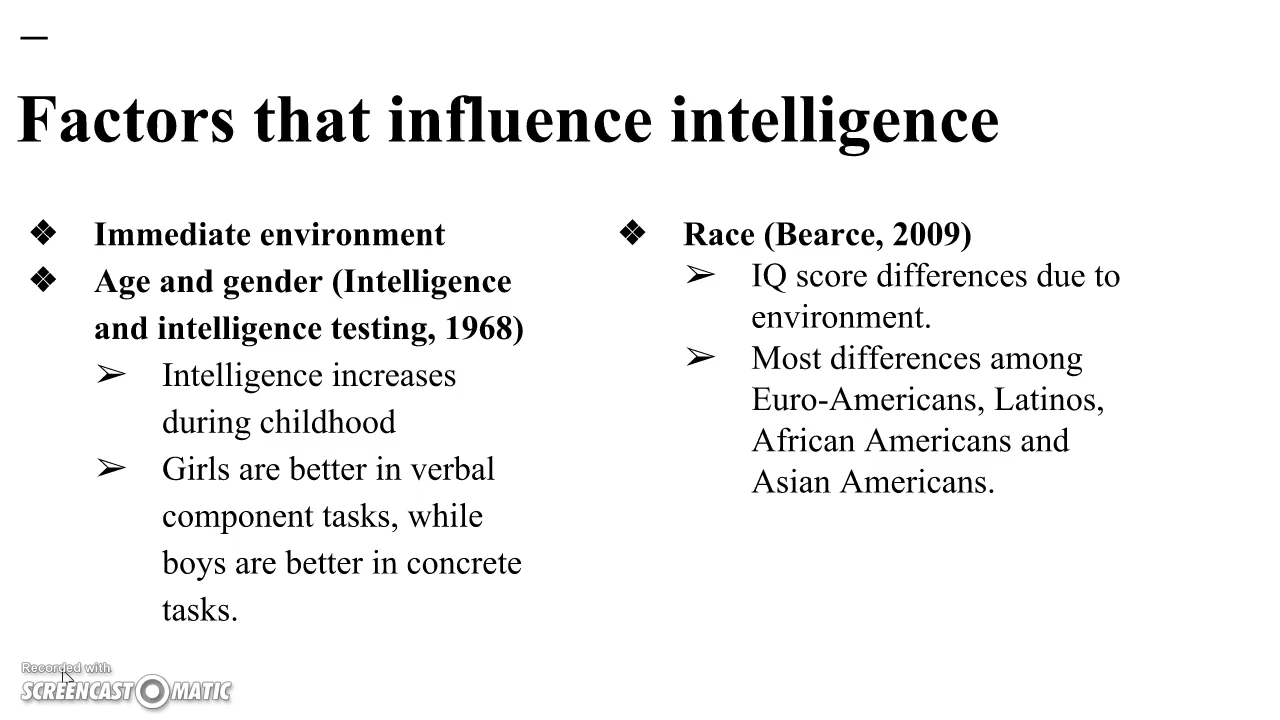 Factors that influence intelligence
❖ Immediate environment
❖ Age and gender (Intelligence
and intelligence testing, 1968)
➢ Intelligence increases
during childhood
➢ Girls are better in verbal
component tasks, while
boys are better in concrete
tasks.
❖ Race (Bearce, 2009)
➢ IQ score differences due to
environment.
➢ Most differences among
Euro-Americans, Latinos,
African Americans and
Asian Americans.
Recorded with
SCREENCAST MATIC